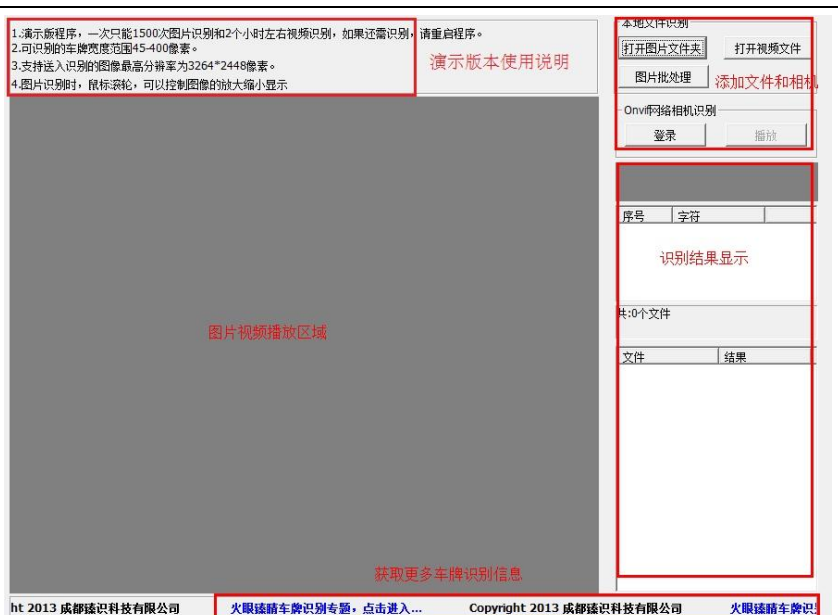 1.演示版程序，一次只能1500次图片识别和2个小时左右视频识别，如果还需识别，请重启程序。
2.可识别的车牌宽度范围45-400像素。
3.支持送入识别的图像最高分辨率为3264*2448像素。
4.图片识别时，鼠标滚轮，可以控制图像的放大缩小显示
演示版本使用说明
本地文件识别
打开图片文件夹 打开视频文件
图片批处理
添加文件和相机
Onvif网络相机识别
登录 播放
序号 字符
识别结果显示
图片视频播放区域
共:0个文件
文件 结果
获取更多车牌识别信息
ht 2013 成都臻识科技有限公司 火眼臻睛车牌识别专题，点击进入... Copyright 2013 成都臻识科技有限公司 火眼臻睛车牌识